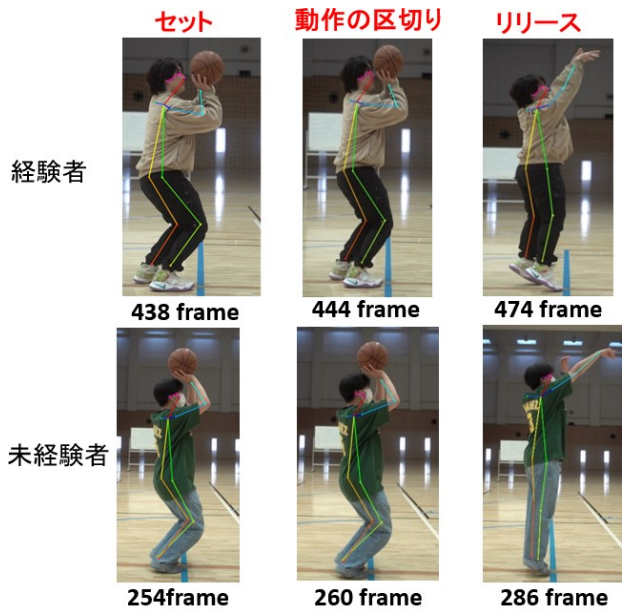 セット
動作の区切り
リリース
経験者
438 frame
444 frame
474 frame
未経験者
3
254frame
260 frame
286 frame